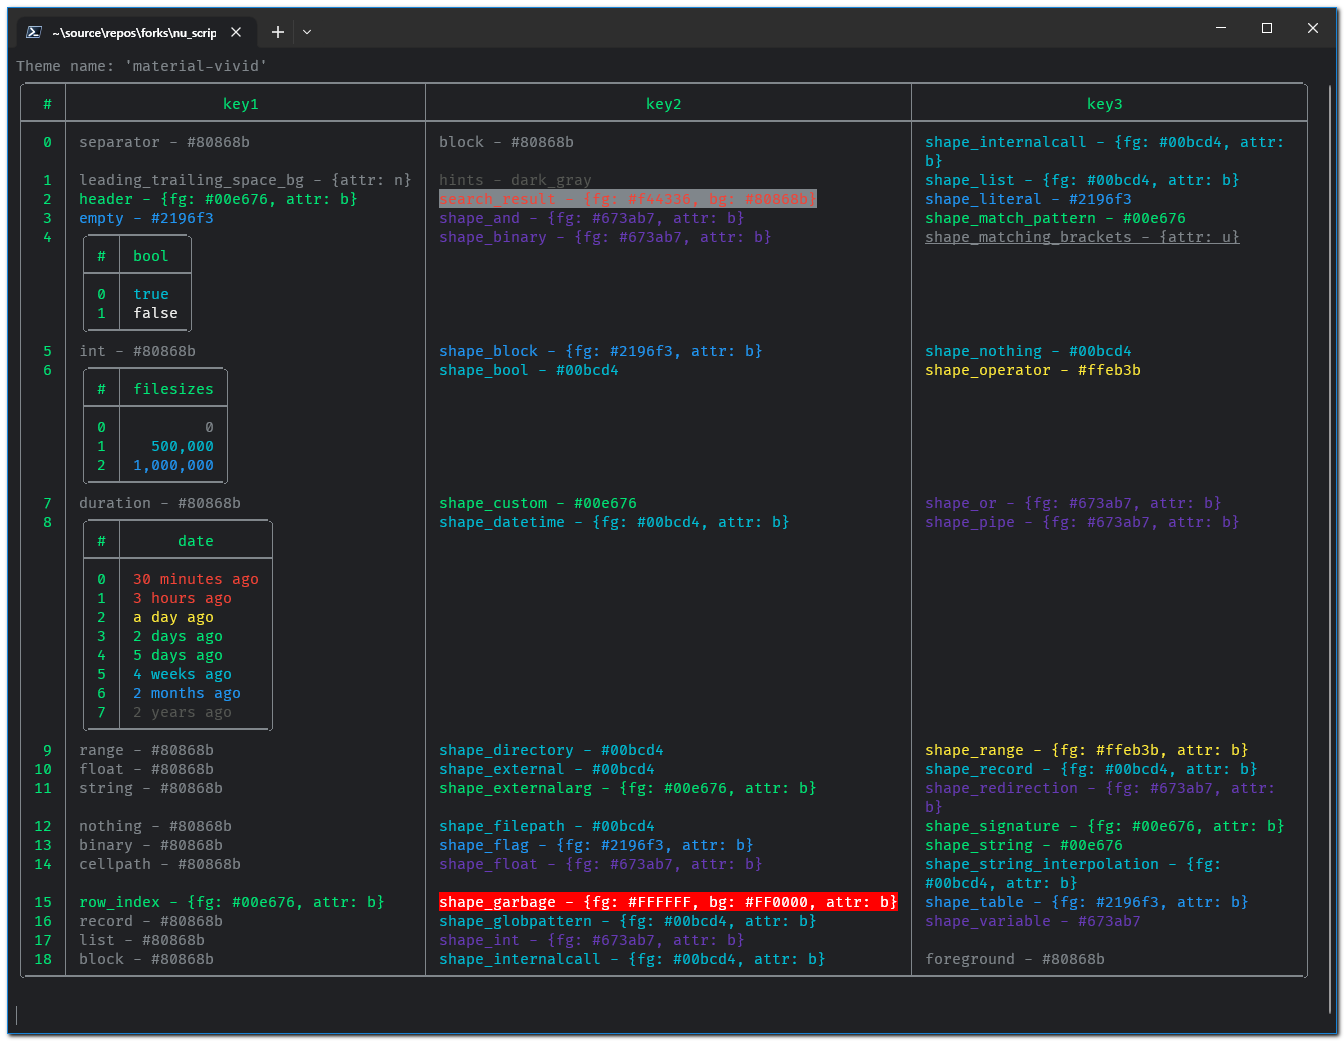 ~\source\repos\forks\nu_scrip
Theme name: 'material-vivid'
# key1 key2 key3
0 separator - #80868b block - #80868b shape_internalcall - {fg: #00bcd4, attr:
b}
1 leading_trailing_space_bg - {attr: n} hints - dark_gray shape_list - {fg: #00bcd4, attr: b}
2 header - {fg: #00e676, attr: b} search_result - {fg: #f44336, bg: #80868b} shape_literal - #2196f3
3 empty - #2196f3 shape_and - {fg: #673ab7, attr: b} shape_match_pattern - #00e676
4 shape_binary - {fg: #673ab7, attr: b} shape_matching_brackets - {attr: u}
# bool
0 true
1 false
5 int - #80868b shape_block - {fg: #2196f3, attr: b} shape_nothing - #00bcd4
6 shape_bool - #00bcd4 shape_operator - #ffeb3b
# filesizes
0 0
1 500,000
2 1,000,000
7 duration - #80868b shape_custom - #00e676 shape_or - {fg: #673ab7, attr: b}
8 shape_datetime - {fg: #00bcd4, attr: b} shape_pipe - {fg: #673ab7, attr: b}
# date
0 30 minutes ago
1 3 hours ago
2 a day ago
3 2 days ago
4 5 days ago
5 4 weeks ago
6 2 months ago
7 2 years ago
9 range - #80868b shape_directory - #00bcd4 shape_range - {fg: #ffeb3b, attr: b}
10 float - #80868b shape_external - #00bcd4 shape_record - {fg: #00bcd4, attr: b}
11 string - #80868b shape_externalarg - {fg: #00e676, attr: b} shape_redirection - {fg: #673ab7, attr:
b}
12 nothing - #80868b shape_filepath - #00bcd4 shape_signature - {fg: #00e676, attr: b}
13 binary - #80868b shape_flag - {fg: #2196f3, attr: b} shape_string - #00e676
14 cellpath - #80868b shape_float - {fg: #673ab7, attr: b} shape_string_interpolation - {fg:
#00bcd4, attr: b}
15 row_index - {fg: #00e676, attr: b} shape_garbage - {fg: #FFFFFF, bg: #FF0000, attr: b} shape_table - {fg: #2196f3, attr: b}
16 record - #80868b shape_globpattern - {fg: #00bcd4, attr: b} shape_variable - #673ab7
17 list - #80868b shape_int - {fg: #673ab7, attr: b}
18 block - #80868b shape_internalcall - {fg: #00bcd4, attr: b} foreground - #80868b